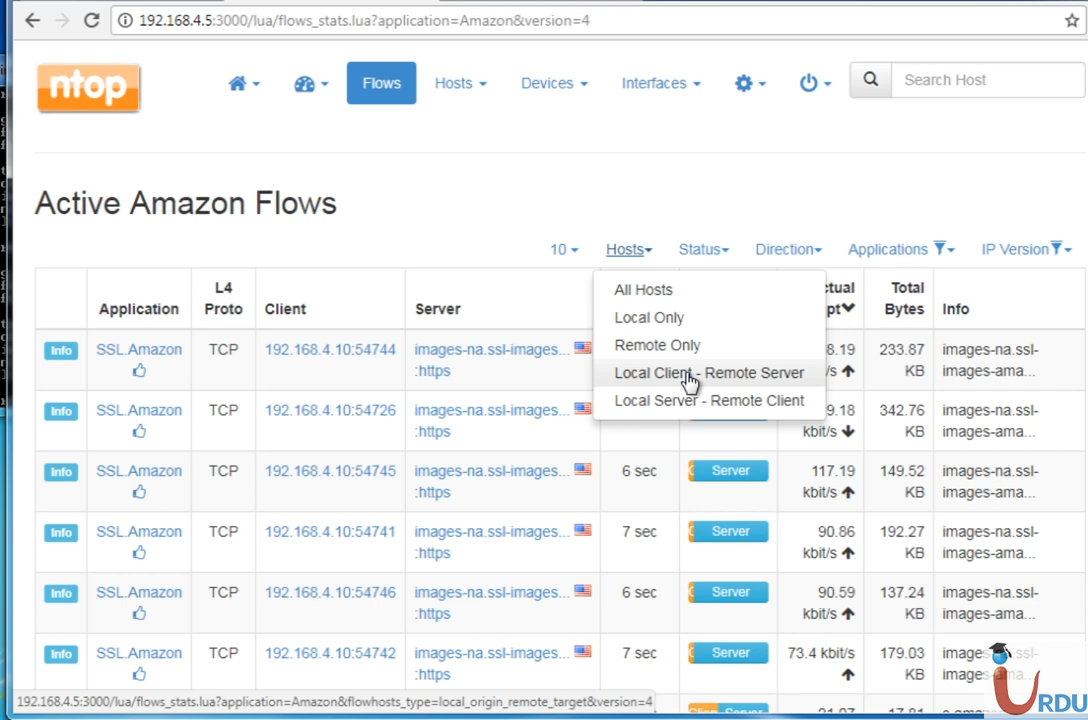 192.168.4.5:3000/lua/flows_stats.lua?application=Amazon&version=4
ntop
Flows
Hosts
Devices
Interfaces
Search Host
Active Amazon Flows
10 Hosts Status Direction Applications IP Version
All Hosts
Local Only
Remote Only
Local Client - Remote Server
Local Server - Remote Client
Application L4 Proto Client Server Total Bytes Info
Info SSL.Amazon TCP 192.168.4.10:54744 images-na.ssl-images... :https 233.87 KB images-na.ssl-images-ama...
Info SSL.Amazon TCP 192.168.4.10:54726 images-na.ssl-images... :https kbit/s 342.76 KB images-na.ssl-images-ama...
Info SSL.Amazon TCP 192.168.4.10:54745 images-na.ssl-images... :https 6 sec Server 117.19 kbit/s 149.52 KB images-na.ssl-images-ama...
Info SSL.Amazon TCP 192.168.4.10:54741 images-na.ssl-images... :https 7 sec Server 90.86 kbit/s 192.27 KB images-na.ssl-images-ama...
Info SSL.Amazon TCP 192.168.4.10:54746 images-na.ssl-images... :https 6 sec Server 90.59 kbit/s 137.24 KB images-na.ssl-images-ama...
Info SSL.Amazon TCP 192.168.4.10:54742 images-na.ssl-images... :https 7 sec Server 73.4 kbit/s 179.03 KB
192.168.4.5:3000/lua/flows_stats.lua?application=Amazon&flowhosts_type=local_origin_remote_target&version=4
URDU